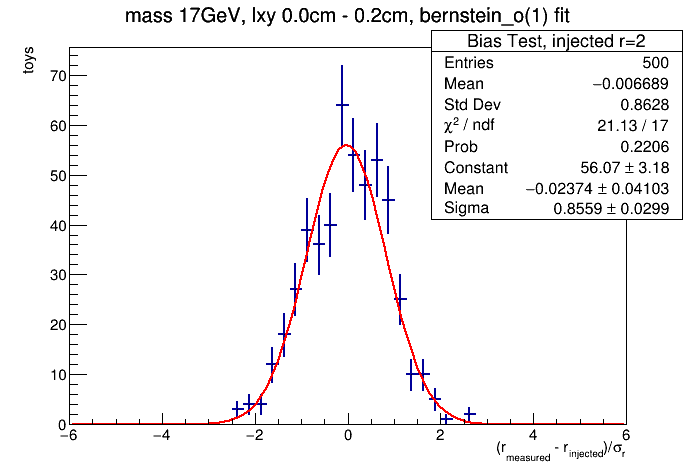 mass 17GeV, lxy 0.0cm - 0.2cm, bernstein_o(1) fit
Bias Test, injected r=2
Entries 500
Mean −0.006689
Std Dev 0.8628
χ² / ndf 21.13 / 17
Prob 0.2206
Constant 56.07 ± 3.18
Mean −0.02374 ± 0.04103
Sigma 0.8559 ± 0.0299
toys
70
60
50
40
30
20
10
0
−6 −4 −2 0 2 4 6
(r_measured - r_injected)/σ_r